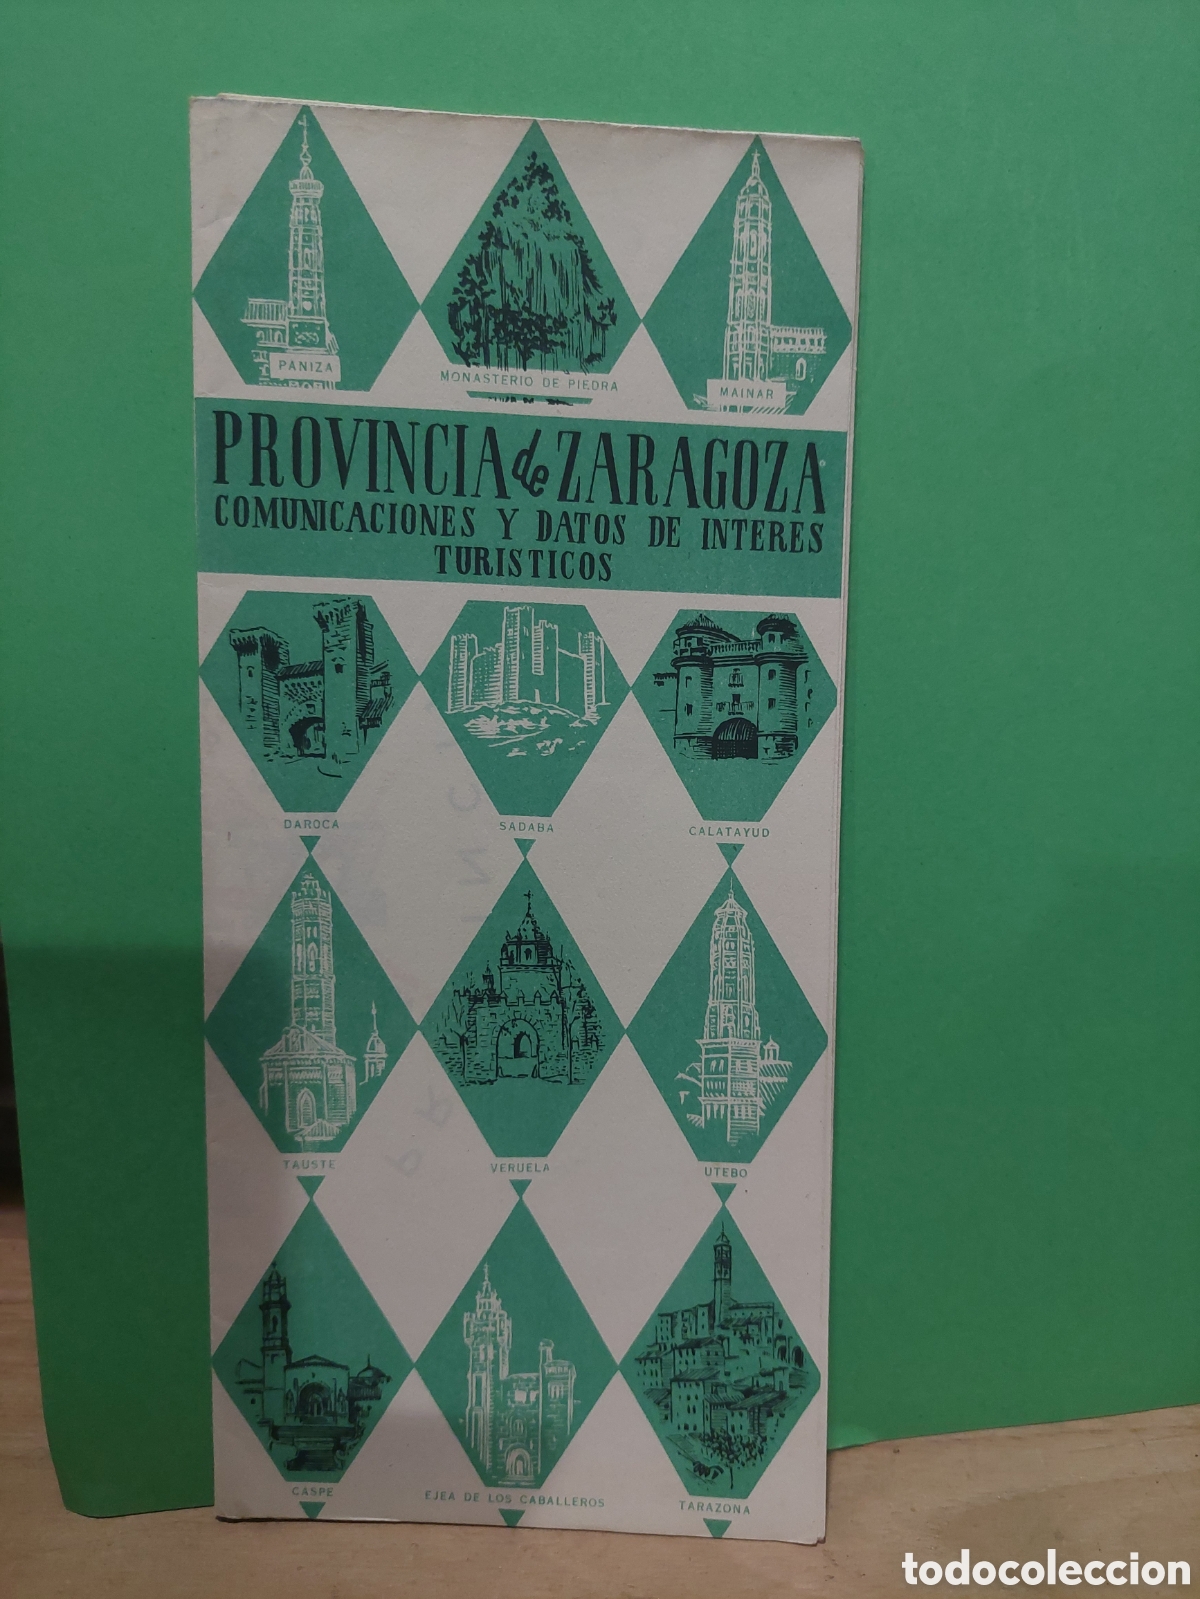 PANIZA
MONASTERIO DE PIEDRA
MAINAR
PROVINCIA de ZARAGOZA
COMUNICACIONES Y DATOS DE INTERES
TURISTICOS
DAROCA
SADABA
CALATAYUD
TAUSTE
VERUELA
UTEBO
CASPE
EJEA DE LOS CABALLEROS
TARAZONA
todocoleccion